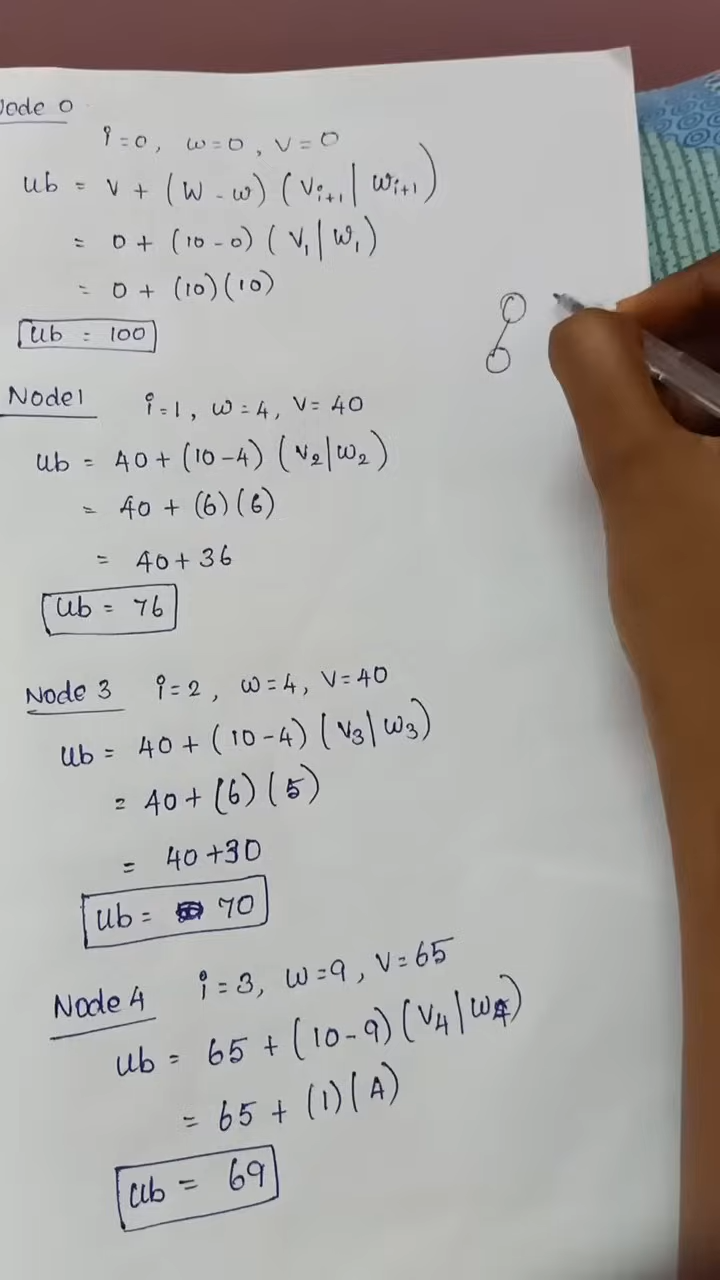 Node 0
i=0, w=0, V=0
ub = V + (W - w) (Vi+1 | wi+1)
= 0 + (10-0) (V1 | w1)
= 0 + (10)(10)
Ub = 100
Node1 i=1, w=4, V=40
ub = 40 + (10-4) (V2 | w2)
= 40 + (6)(6)
= 40+36
Ub = 76
Node 3 i=2, w=4, V=40
ub = 40 + (10-4) (V3 | w3)
= 40 + (6)(5)
= 40+30
Ub = 70
Node 4 i=3, w=9, V=65
ub = 65 + (10-9) (V4 | w4)
= 65 + (1)(4)
ub = 69